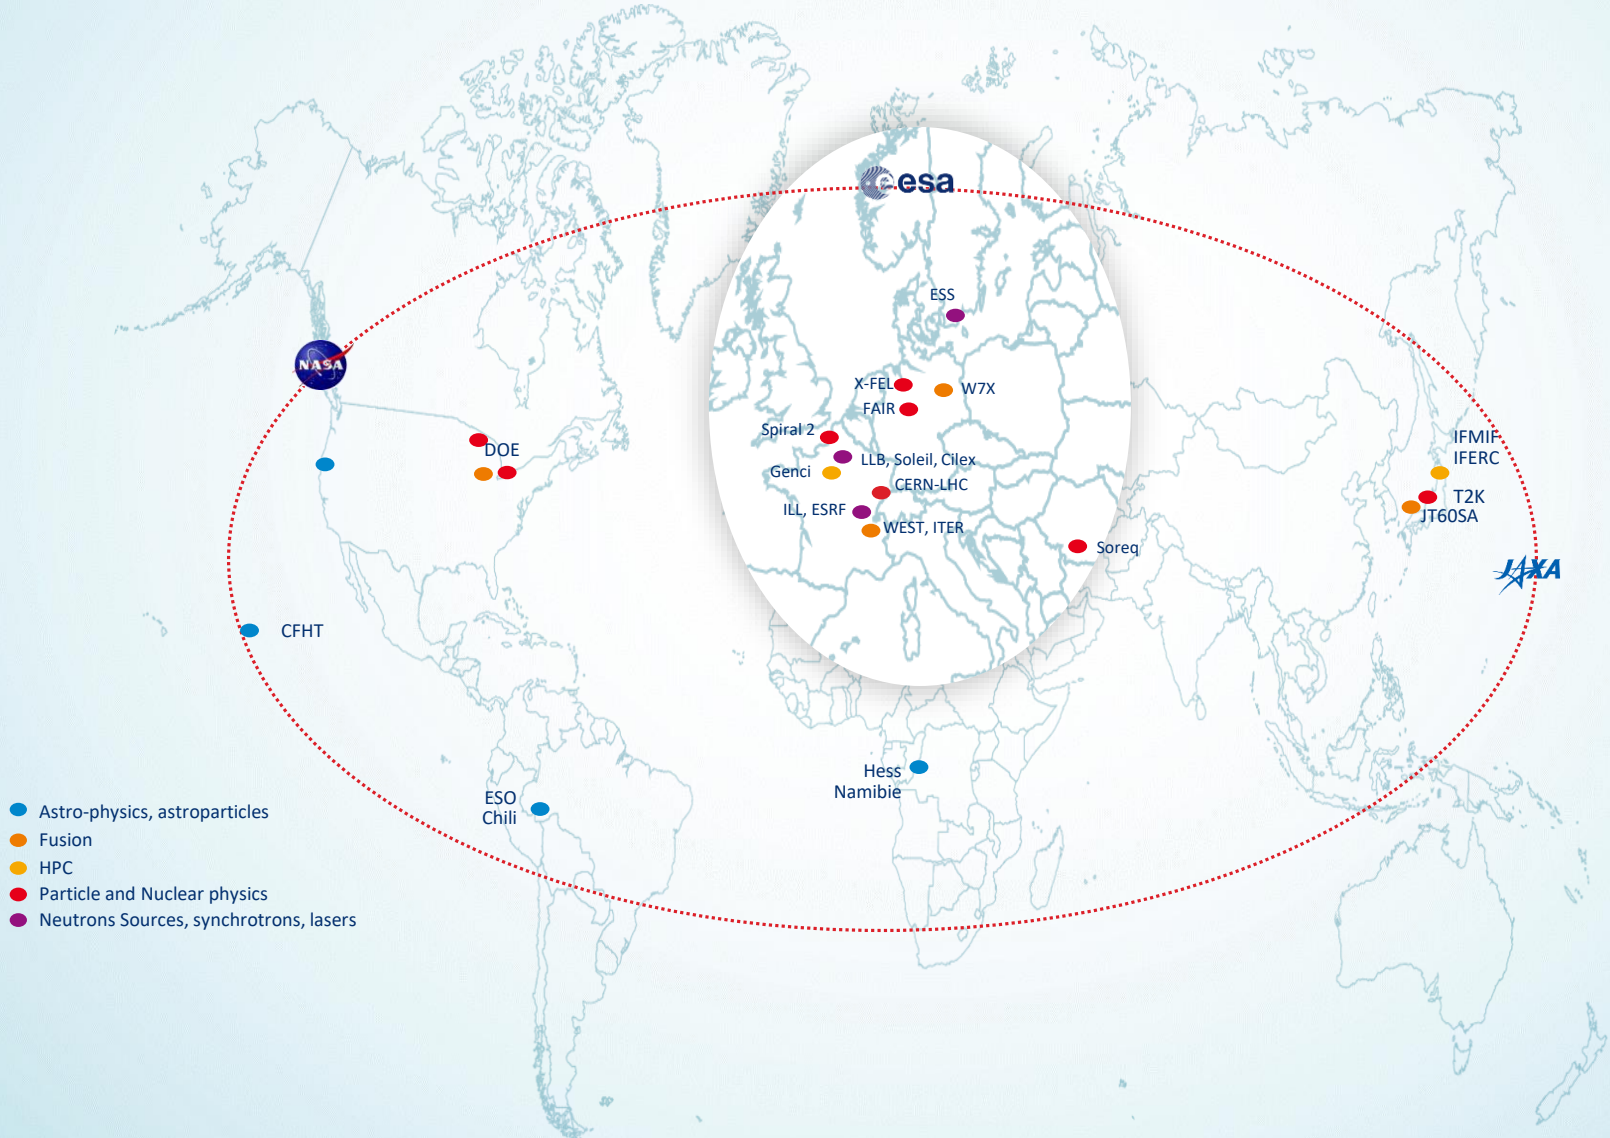 esa
NASA
ESS
X-FEL
W7X
FAIR
Spiral 2
LLB, Soleil, Cilex
Genci
CERN-LHC
ILL, ESRF
WEST, ITER
Soreq
DOE
IFMIF
IFERC
T2K
JT60SA
JAXA
CFHT
Hess
Namibie
ESO
Chili
Astro-physics, astroparticles
Fusion
HPC
Particle and Nuclear physics
Neutrons Sources, synchrotrons, lasers